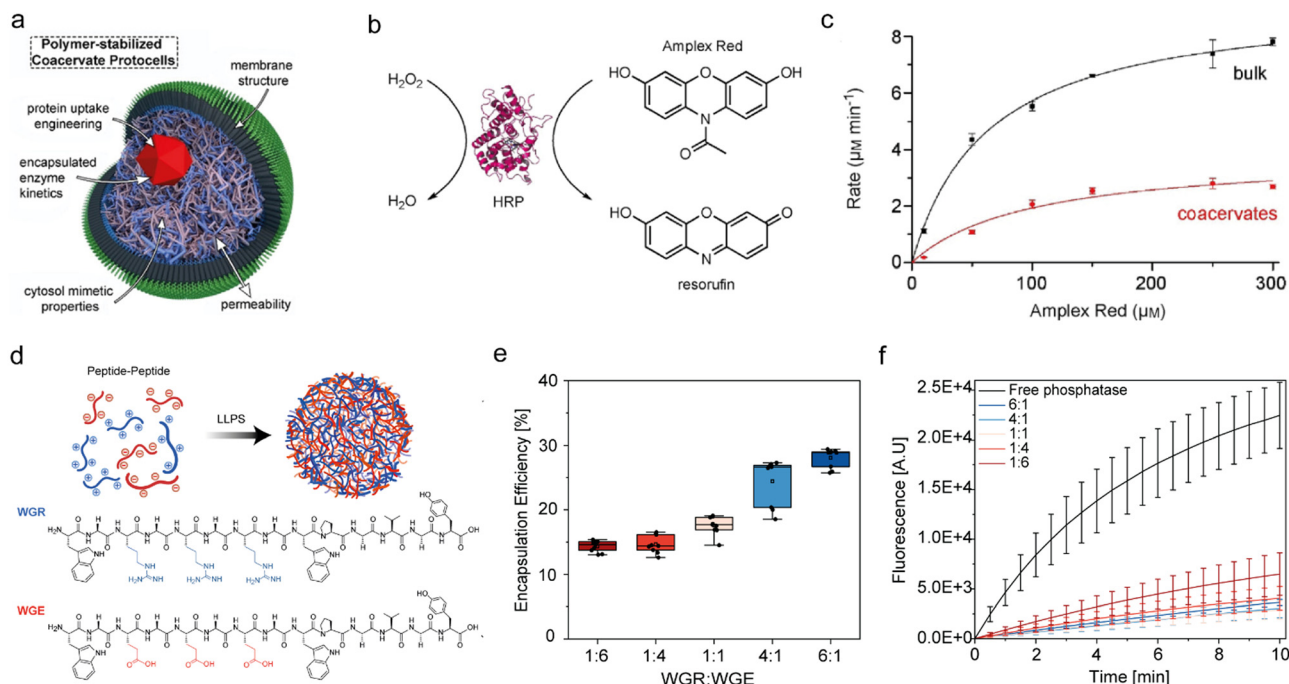 a
Polymer-stabilized
Coacervate Protocells
membrane
structure
protein uptake
engineering
encapsulated
enzyme
kinetics
cytosol mimetic
properties
permeability
b
Amplex Red
H₂O₂
HO
O
OH
N
O
H₂O
HRP
HO
O
O
N
resorufin
c
Rate (µM min⁻¹)
8
6
4
2
0
bulk
coacervates
0
100
200
300
Amplex Red (µM)
d
Peptide-Peptide
LLPS
WGR
WGE
e
Encapsulation Efficiency [%]
40
30
20
10
0
1:6
1:4
1:1
4:1
6:1
WGR:WGE
f
Fluorescence [A.U]
2.5E+4
2.0E+4
1.5E+4
1.0E+4
5.0E+3
0.0E+4
Free phosphatase
6:1
4:1
1:1
1:4
1:6
0
2
4
6
8
10
Time [min]